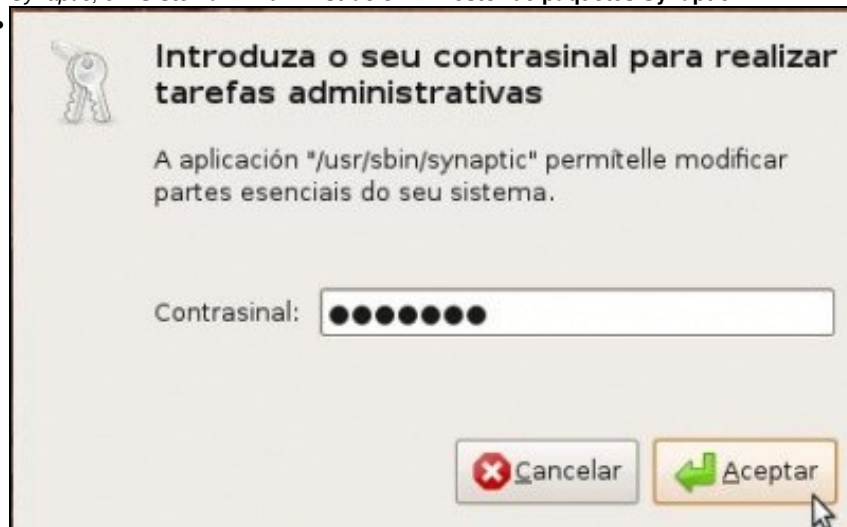 Introduza o seu contrasinal para realizar
tarefas administrativas
A aplicación "/usr/sbin/synaptic" permítelle modificar
partes esenciais do seu sistema.
Contrasinal: ●●●●●●●
Cancelar Aceptar